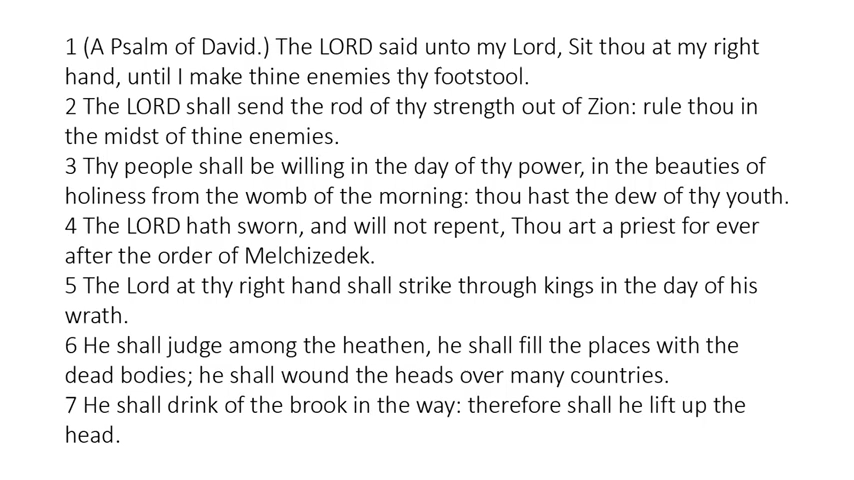 1 (A Psalm of David.) The LORD said unto my Lord, Sit thou at my right
hand, until I make thine enemies thy footstool.
2 The LORD shall send the rod of thy strength out of Zion: rule thou in
the midst of thine enemies.
3 Thy people shall be willing in the day of thy power, in the beauties of
holiness from the womb of the morning: thou hast the dew of thy youth.
4 The LORD hath sworn, and will not repent, Thou art a priest for ever
after the order of Melchizedek.
5 The Lord at thy right hand shall strike through kings in the day of his
wrath.
6 He shall judge among the heathen, he shall fill the places with the
dead bodies; he shall wound the heads over many countries.
7 He shall drink of the brook in the way: therefore shall he lift up the
head.